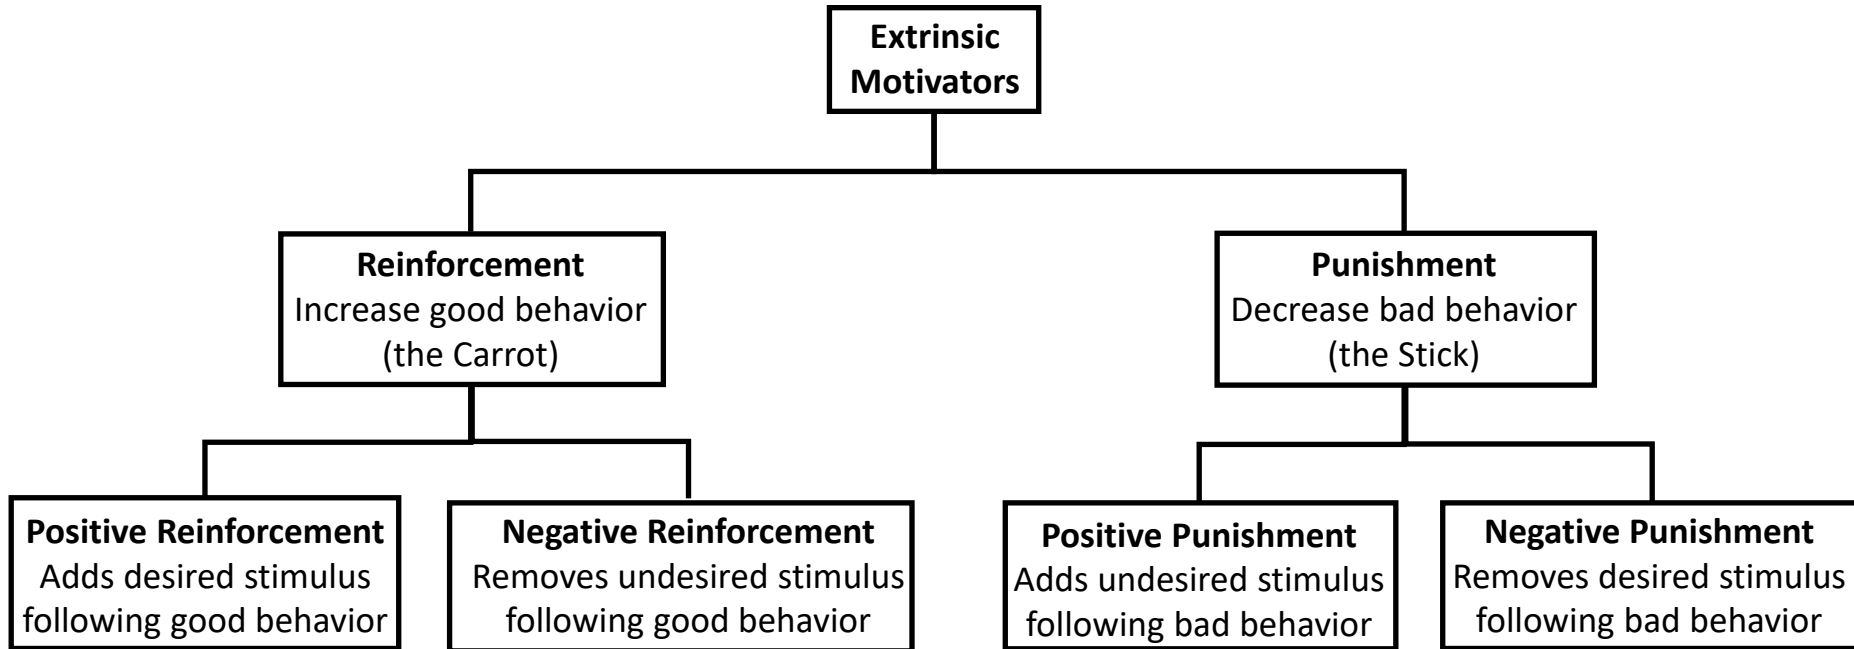 Extrinsic
Motivators
Reinforcement
Increase good behavior
(the Carrot)
Punishment
Decrease bad behavior
(the Stick)
Positive Reinforcement
Adds desired stimulus
following good behavior
Negative Reinforcement
Removes undesired stimulus
following good behavior
Positive Punishment
Adds undesired stimulus
following bad behavior
Negative Punishment
Removes desired stimulus
following bad behavior